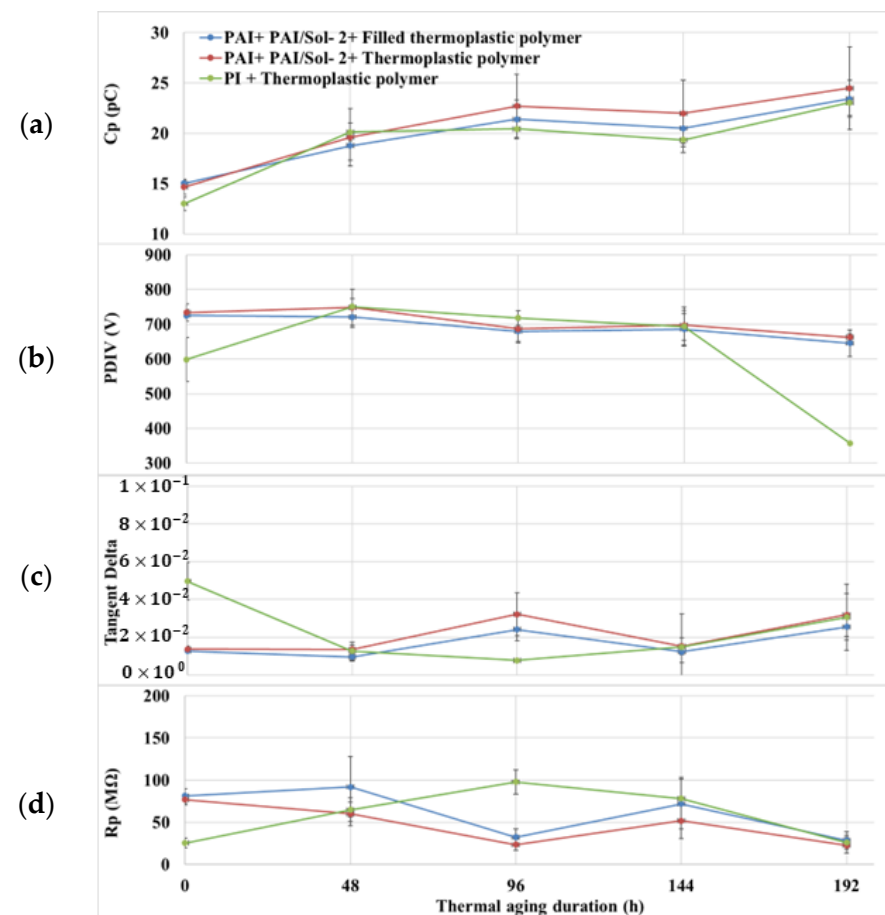 PAI+ PAI/Sol- 2+ Filled thermoplastic polymer
PAI+ PAI/Sol- 2+ Thermoplastic polymer
PI + Thermoplastic polymer
(a)
Cp (pC)
30
25
20
15
10
(b)
PDIV (V)
900
800
700
600
500
400
300
(c)
Tangent Delta
1 × 10⁻¹
8 × 10⁻²
6 × 10⁻²
4 × 10⁻²
2 × 10⁻²
0 × 10⁰
(d)
Rp (MΩ)
200
150
100
50
0
0 48 96 144 192
Thermal aging duration (h)